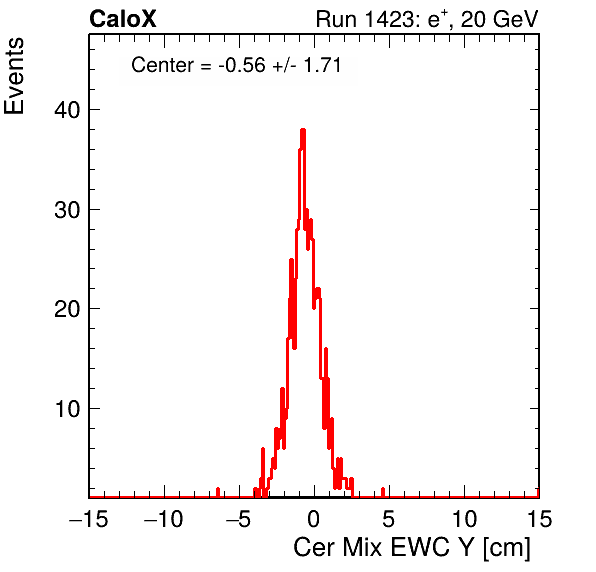 CaloX Run 1423: e⁺, 20 GeV
Center = -0.56 +/- 1.71
Events
40
30
20
10
−15 −10 −5 0 5 10 15
Cer Mix EWC Y [cm]